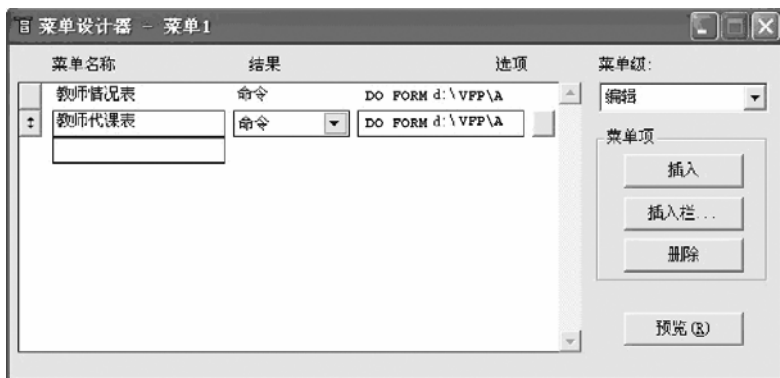 菜单设计器 - 菜单1
菜单名称 结果 选项 菜单级:
教师情况表 命令 DO FORM d:\VFP\A
编辑
教师代课表 命令 DO FORM d:\VFP\A
菜单项
插入
插入栏...
删除
预览(R)